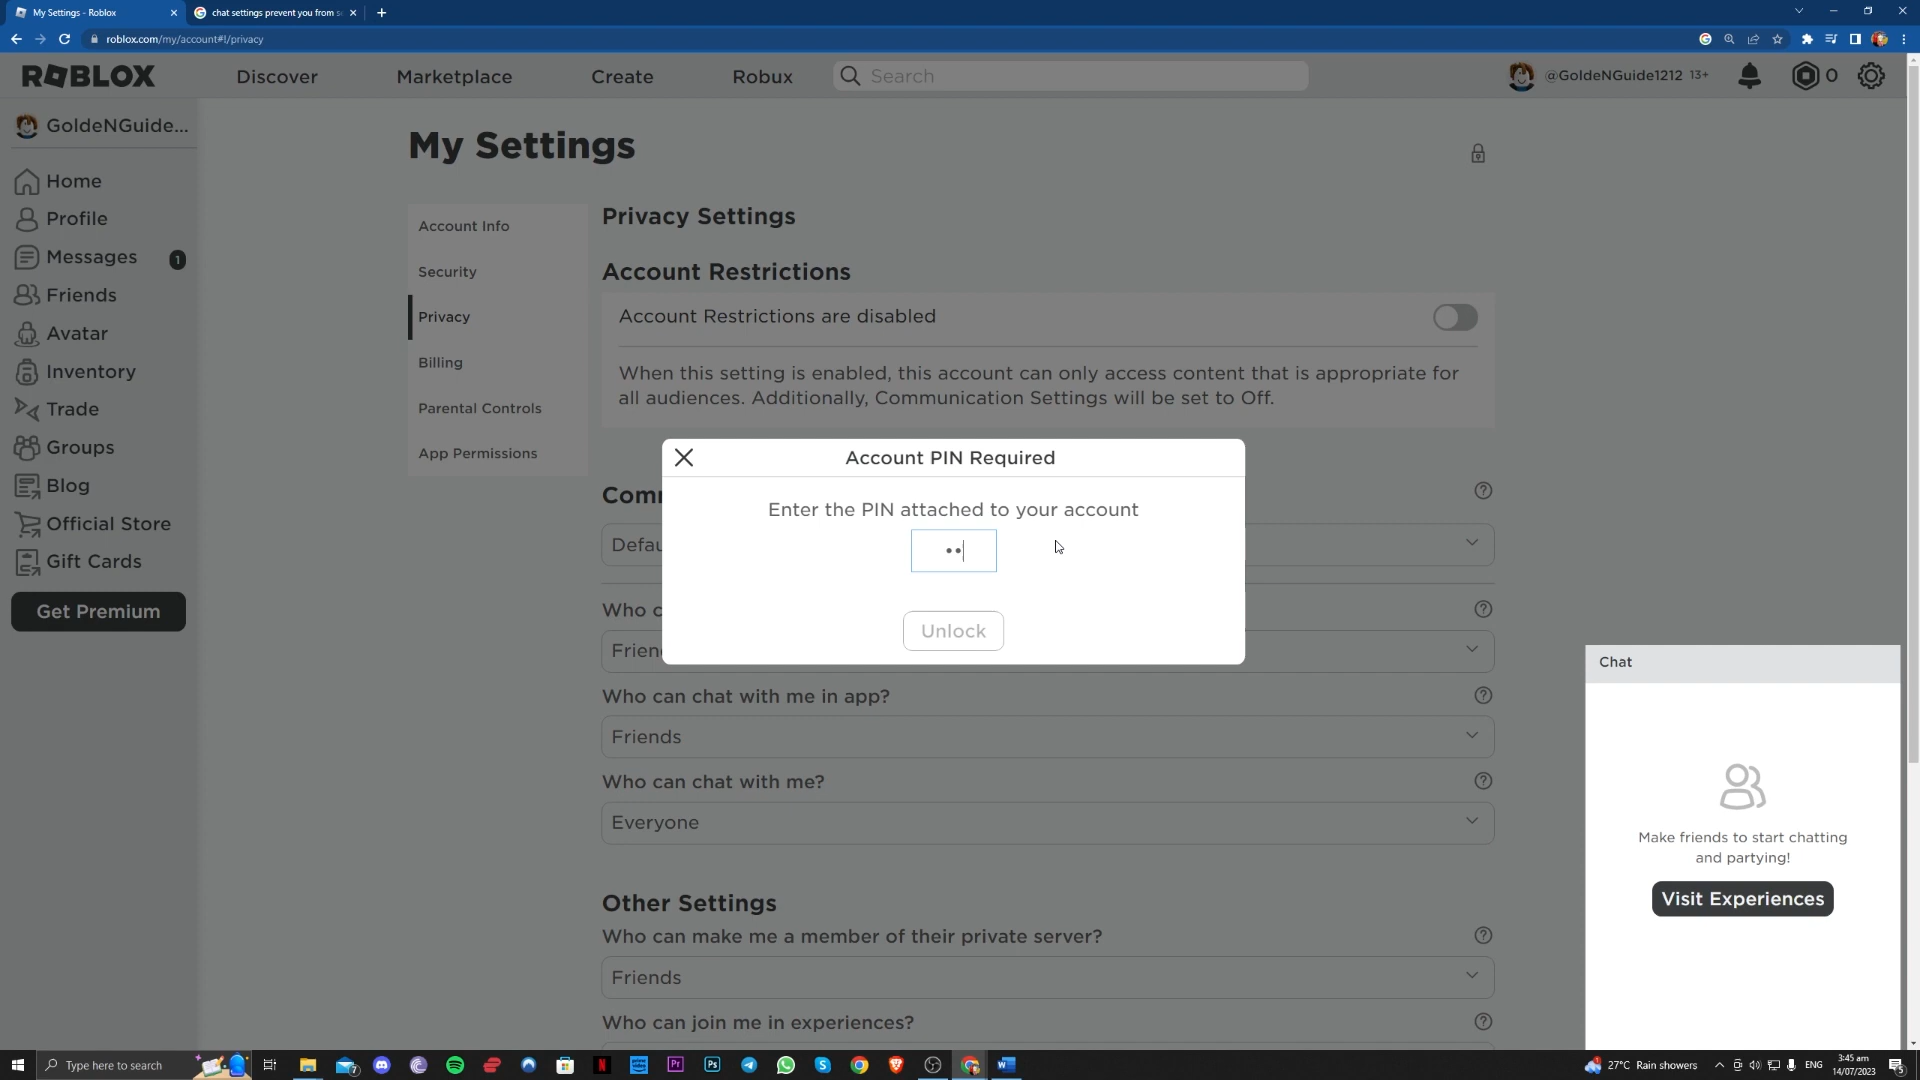 My Settings - Roblox
chat settings prevent you from s
roblox.com/my/account#!/privacy
ROBLOX
Discover
Marketplace
Create
Robux
Search
@GoldeNGuide1212 13+
0
GoldeNGuide...
Home
Profile
Messages
1
Friends
Avatar
Inventory
Trade
Groups
Blog
Official Store
Gift Cards
Get Premium
My Settings
Account Info
Security
Privacy
Billing
Parental Controls
App Permissions
Privacy Settings
Account Restrictions
Account Restrictions are disabled
When this setting is enabled, this account can only access content that is appropriate for
all audiences. Additionally, Communication Settings will be set to Off.
Account PIN Required
Enter the PIN attached to your account
••
Unlock
Com
Defau
Who c
Frien
Who can chat with me in app?
Friends
Who can chat with me?
Everyone
Other Settings
Who can make me a member of their private server?
Friends
Who can join me in experiences?
Chat
Make friends to start chatting
and partying!
Visit Experiences
Type here to search
7
N
Pr
Ps
27°C Rain showers
ENG
3:45 am
14/07/2023
5